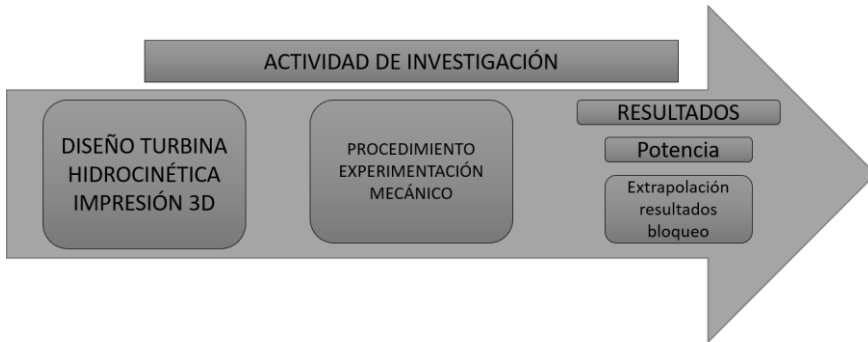 ACTIVIDAD DE INVESTIGACIÓN
DISEÑO TURBINA
HIDROCINÉTICA
IMPRESIÓN 3D
PROCEDIMIENTO
EXPERIMENTACIÓN
MECÁNICO
RESULTADOS
Potencia
Extrapolación
resultados
bloqueo